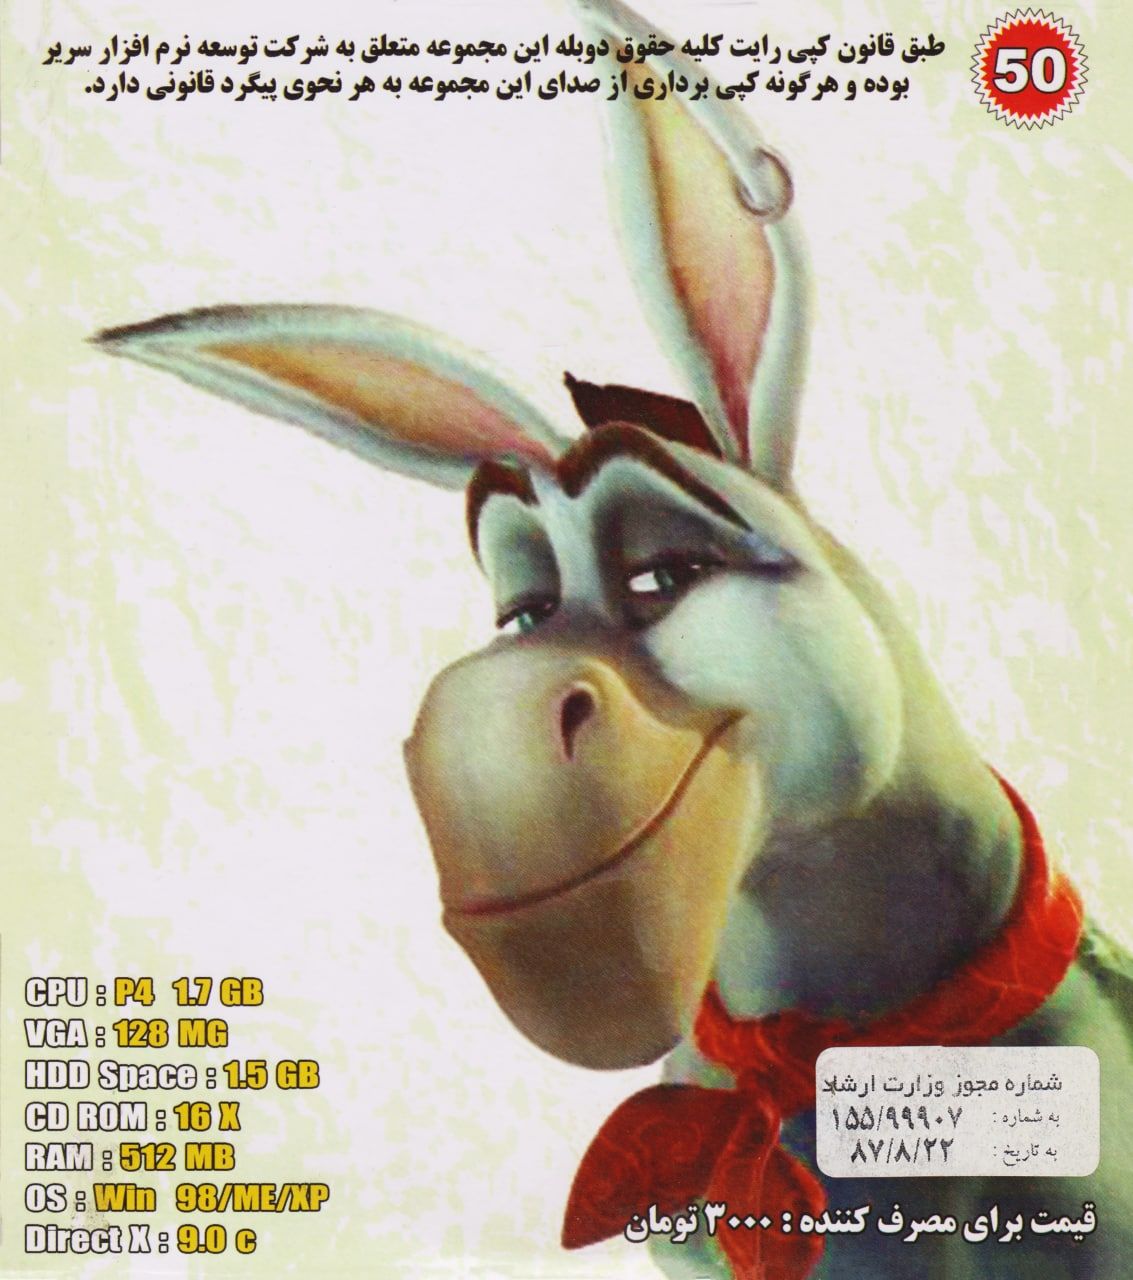 طبق قانون کپی رایت کلیه حقوق دوبله این مجموعه متعلق به شرکت توسعه نرم افزار سریر
بوده و هرگونه کپی برداری از صدای این مجموعه به هر نحوی پیگرد قانونی دارد.
50
CPU : P4 1.7 GB
VGA : 128 MG
HDD Space : 1.5 GB
CD ROM : 16 X
RAM : 512 MB
OS : Win 98/ME/XP
Direct X : 9.0 c
شماره مجوز وزارت ارشاد
به شماره : ۱۵۵/۹۹۹۰۷
به تاریخ : ۸۷/۸/۲۲
قیمت برای مصرف کننده : ۳۰۰۰ تومان